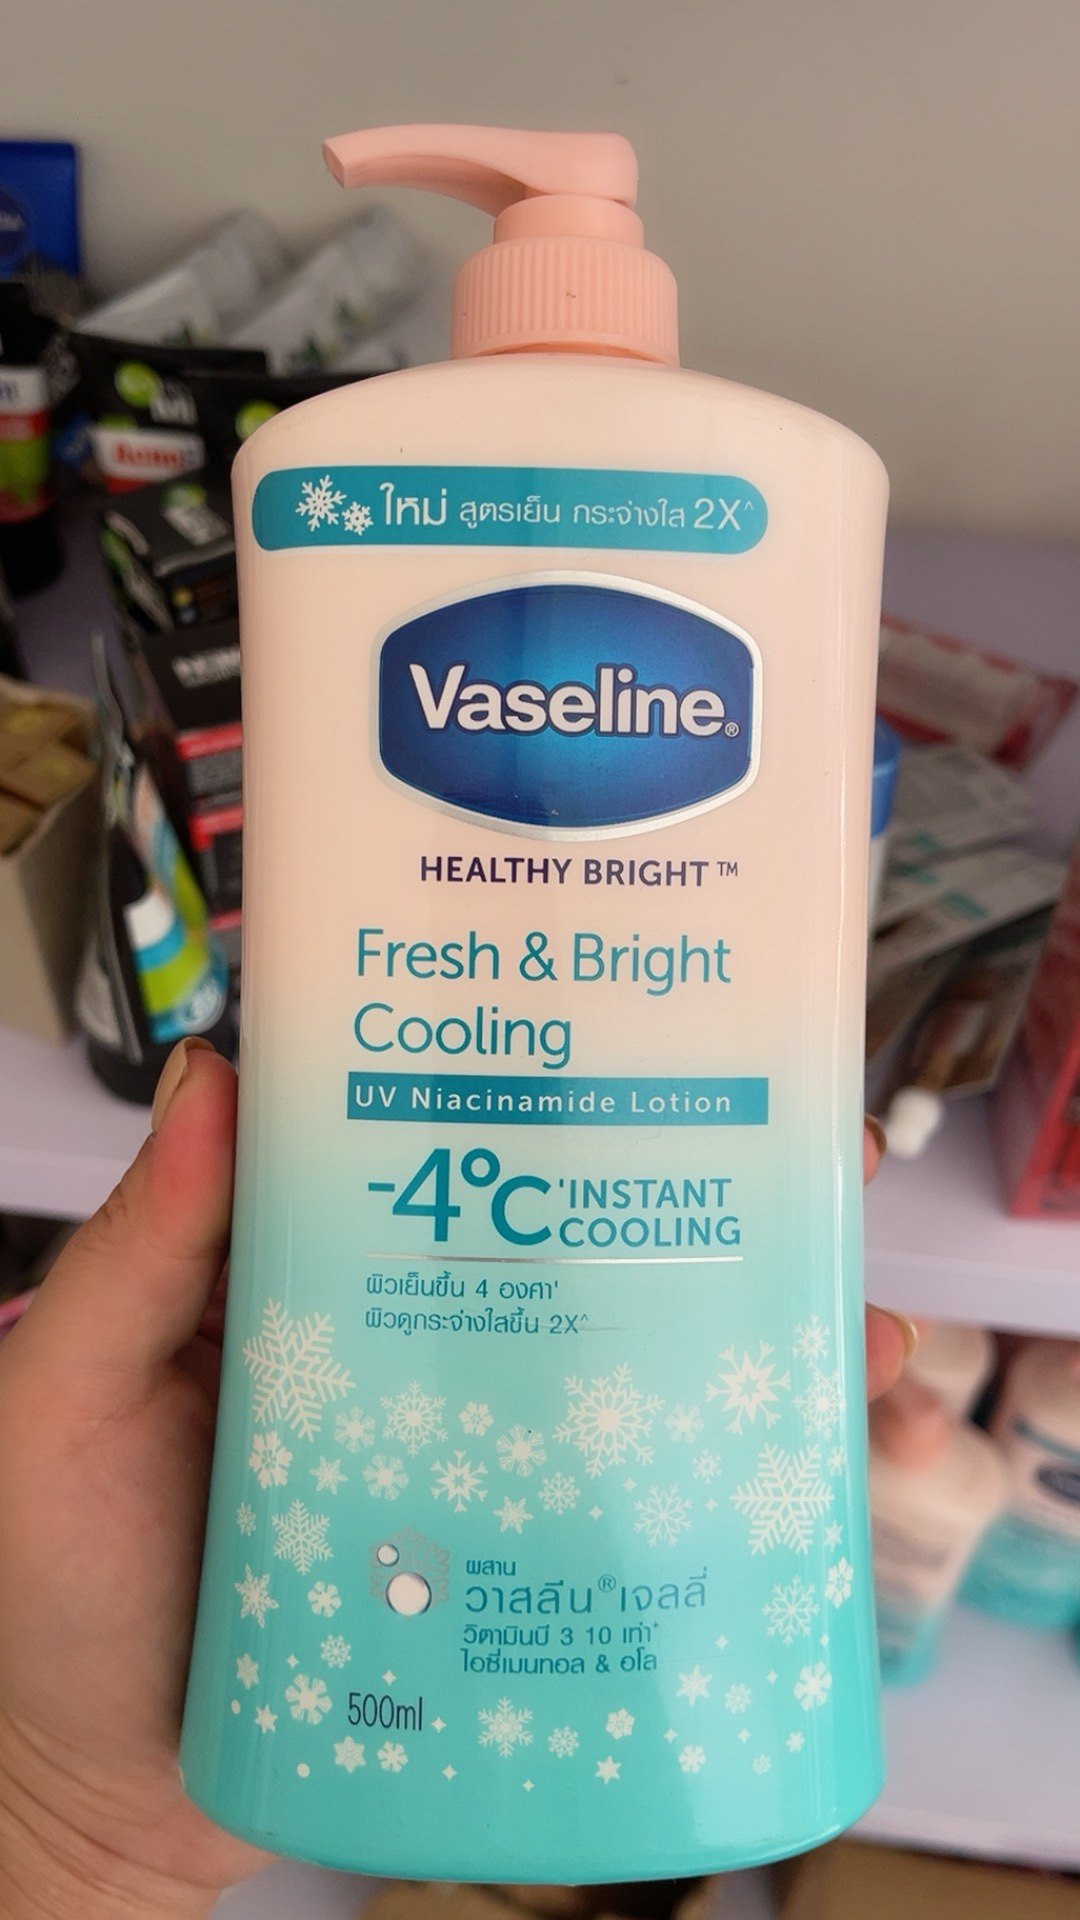 ใหม่ สูตรเย็น กระจ่างใส 2X^
Vaseline®
HEALTHY BRIGHT™
Fresh & Bright
Cooling
UV Niacinamide Lotion
-4°C 'INSTANT
COOLING
ผิวเย็นขึ้น 4 องศา'
ผิวดูกระจ่างใสขึ้น 2X^
ผสาน
วาสลีน®เจลลี่
วิตามินบี 3 10 เท่า⁺
ไอซี่เมนทอล & อโล
500ml